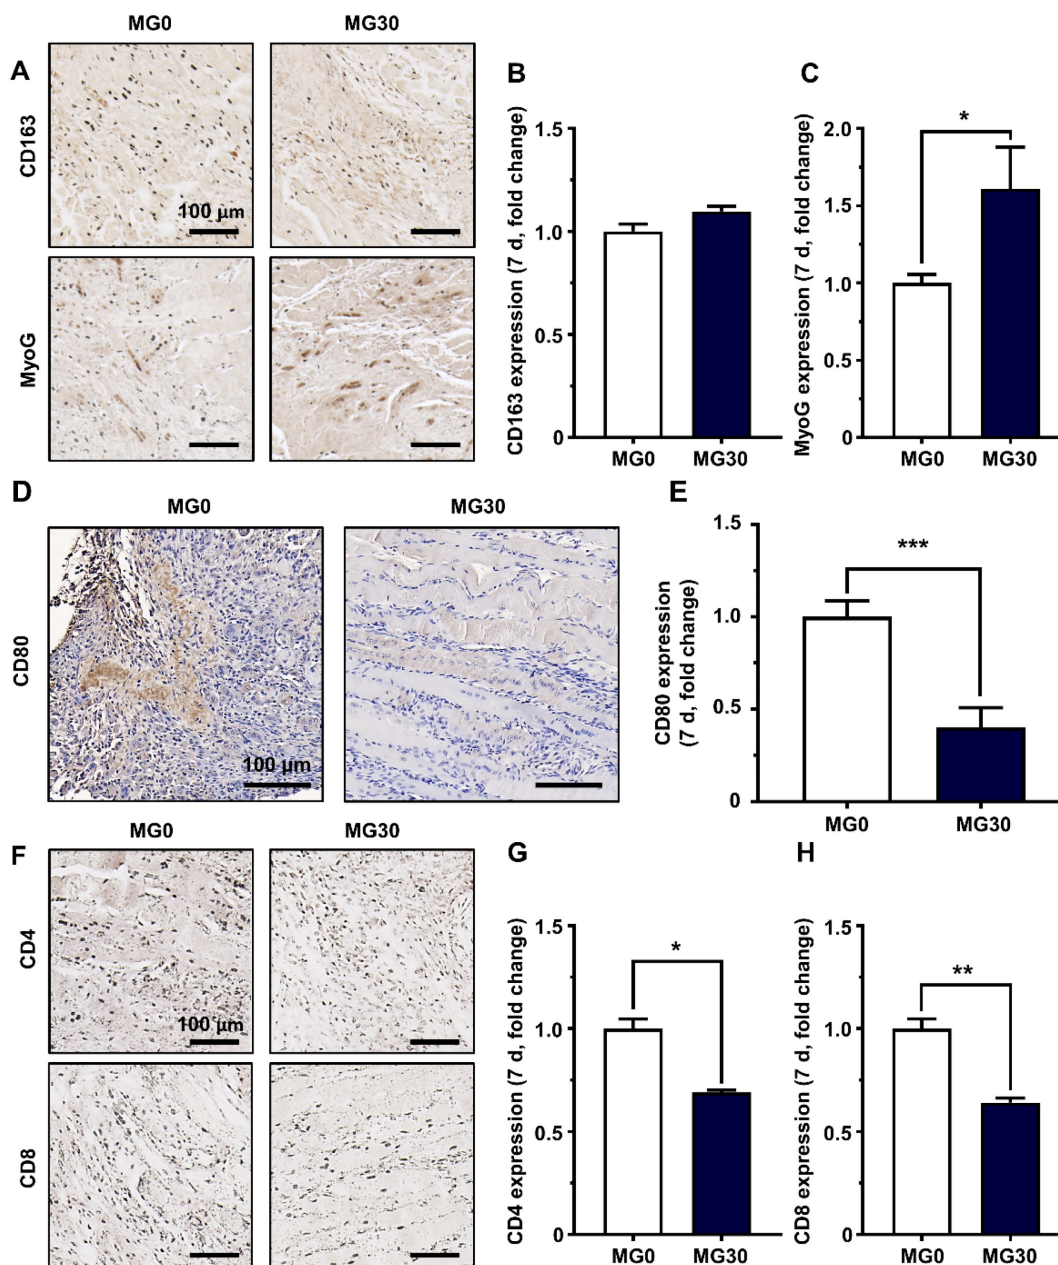 MG0 MG30
A
CD163
100 µm
MyoG
B
CD163 expression (7 d, fold change)
1.5
1.0
0.5
0
MG0 MG30
C
MyoG expression (7 d, fold change)
2.0
1.5
1.0
0.5
0
*
MG0 MG30
D
MG0 MG30
CD80
100 µm
E
CD80 expression
(7 d, fold change)
1.5
1.0
0.5
0
***
MG0 MG30
F
MG0 MG30
CD4
100 µm
CD8
G
CD4 expression (7 d, fold change)
1.5
1.0
0.5
0
*
MG0 MG30
H
CD8 expression (7 d, fold change)
1.5
1.0
0.5
0
**
MG0 MG30